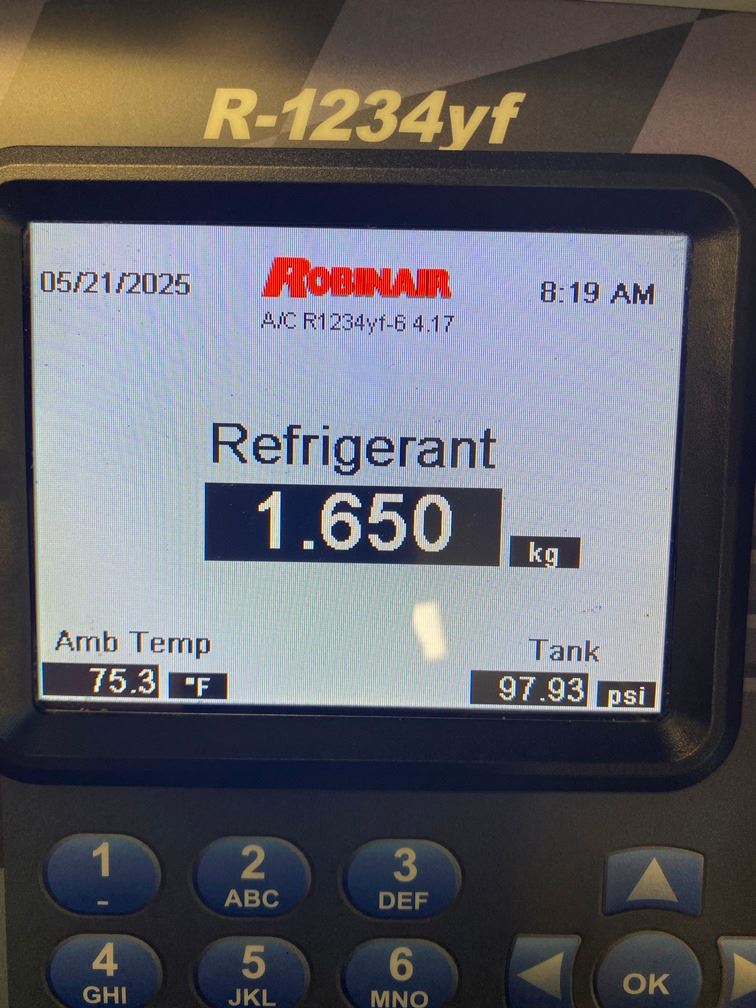 R-1234yf
05/21/2025 ROBINAIR 8:19 AM
A/C R1234yf-6 4.17
Refrigerant
1.650 kg
Amb Temp Tank
75.3 °F 97.93 psi
1 2 3
- ABC DEF
4 5 6
GHI JKL MNO OK